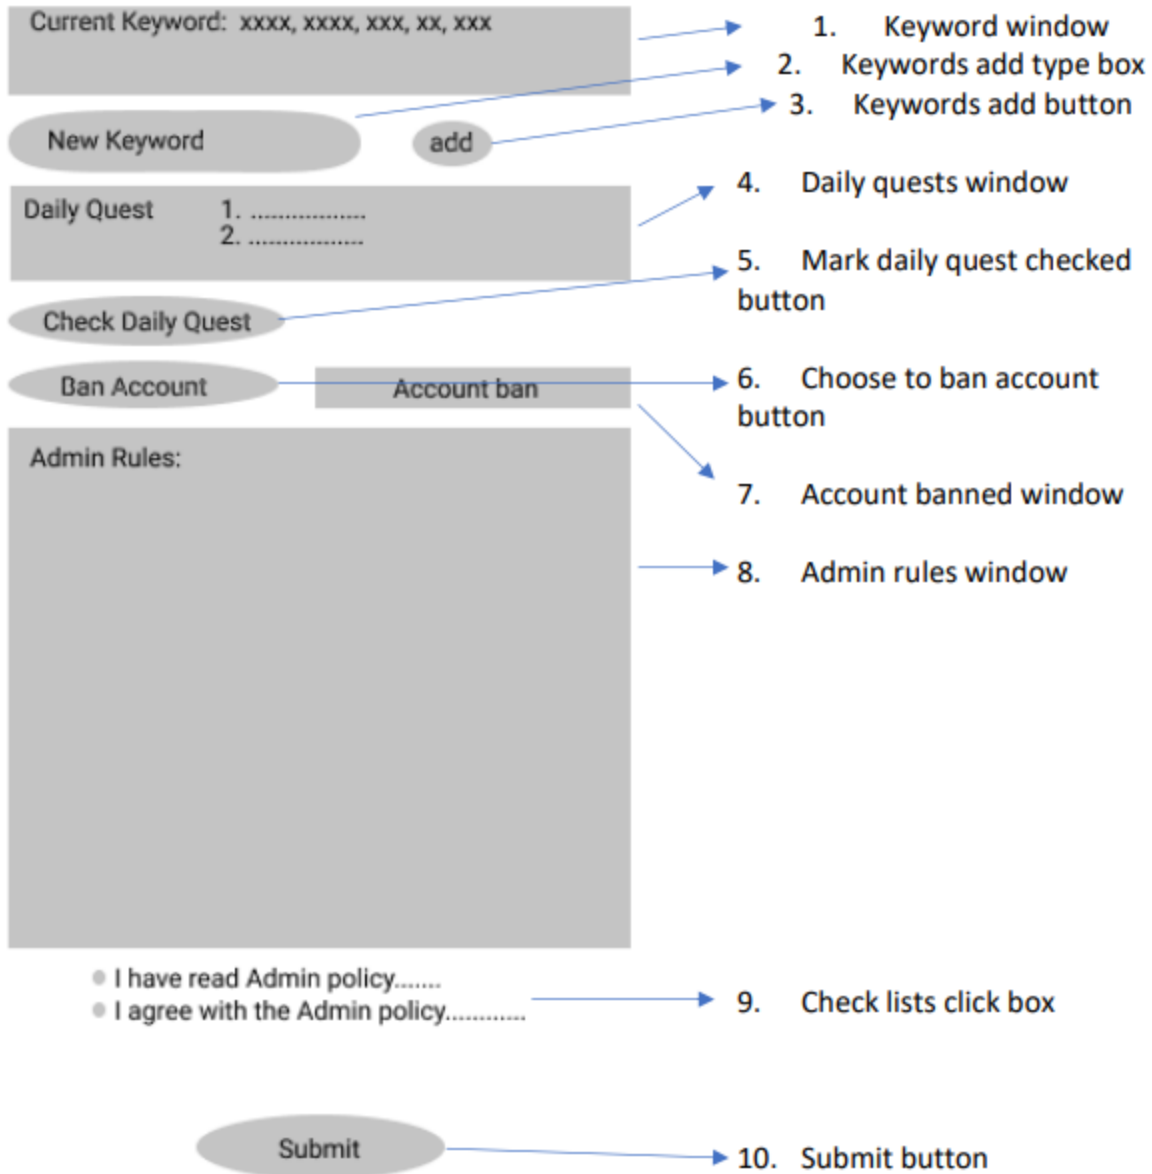 Current Keyword: xxxx, xxxx, xxx, xx, xxx
1. Keyword window
2. Keywords add type box
3. Keywords add button
New Keyword
add
4. Daily quests window
Daily Quest 1. .................
2. .................
5. Mark daily quest checked
button
Check Daily Quest
6. Choose to ban account
button
Ban Account
Account ban
7. Account banned window
Admin Rules:
8. Admin rules window
I have read Admin policy.......
I agree with the Admin policy............
9. Check lists click box
Submit
10. Submit button